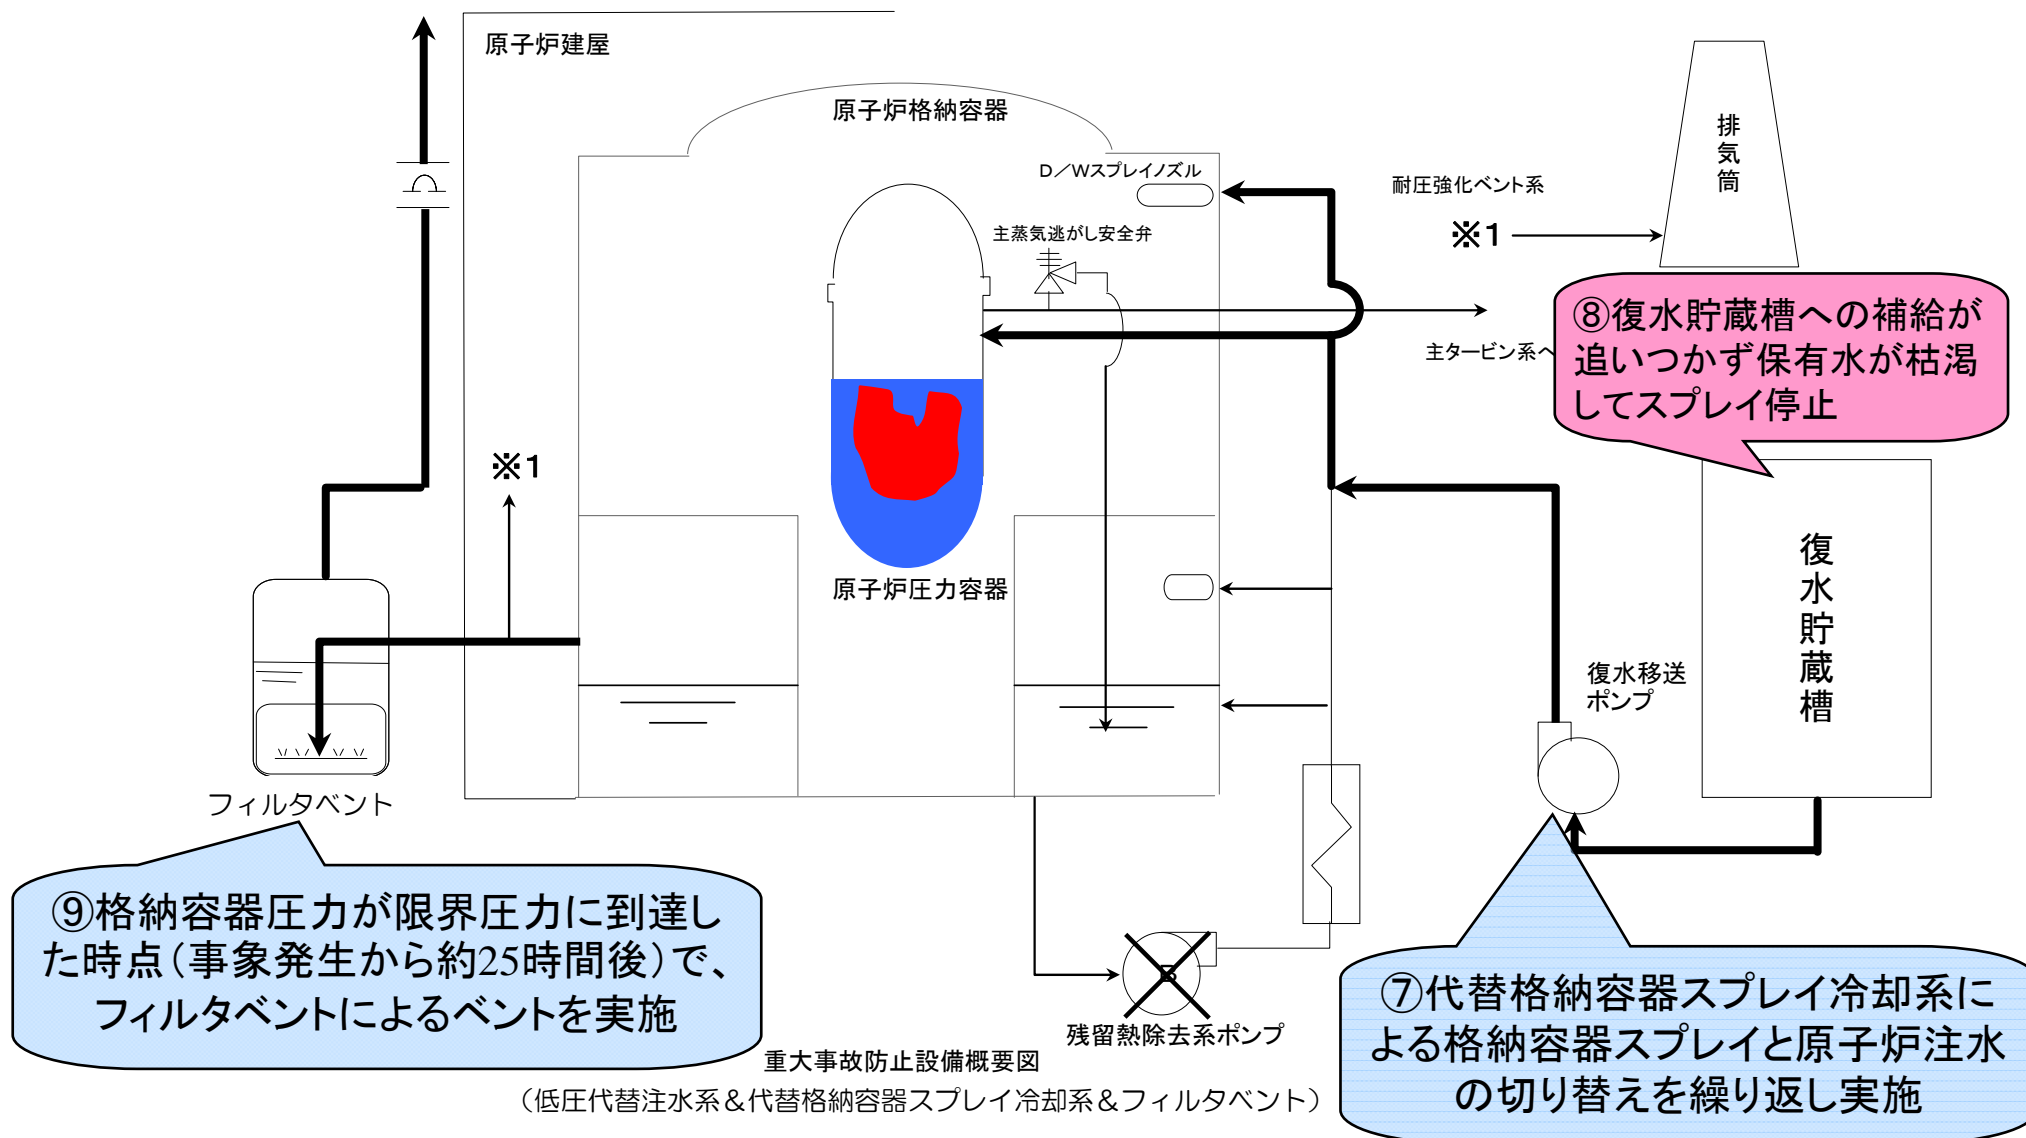 原子炉建屋
原子炉格納容器
D／Wスプレイノズル
主蒸気逃がし安全弁
耐圧強化ベント系
※1
排気筒
主タービン系へ
⑧復水貯蔵槽への補給が
追いつかず保有水が枯渇
してスプレイ停止
※1
原子炉圧力容器
復水貯蔵槽
復水移送
ポンプ
フィルタベント
⑨格納容器圧力が限界圧力に到達し
た時点（事象発生から約25時間後）で、
フィルタベントによるベントを実施
残留熱除去系ポンプ
⑦代替格納容器スプレイ冷却系に
よる格納容器スプレイと原子炉注水
の切り替えを繰り返し実施
重大事故防止設備概要図
（低圧代替注水系＆代替格納容器スプレイ冷却系＆フィルタベント）